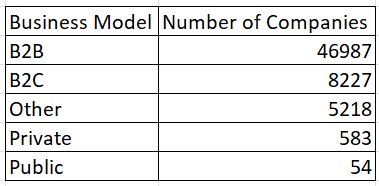 Business Model Number of Companies
B2B 46987
B2C 8227
Other 5218
Private 583
Public 54